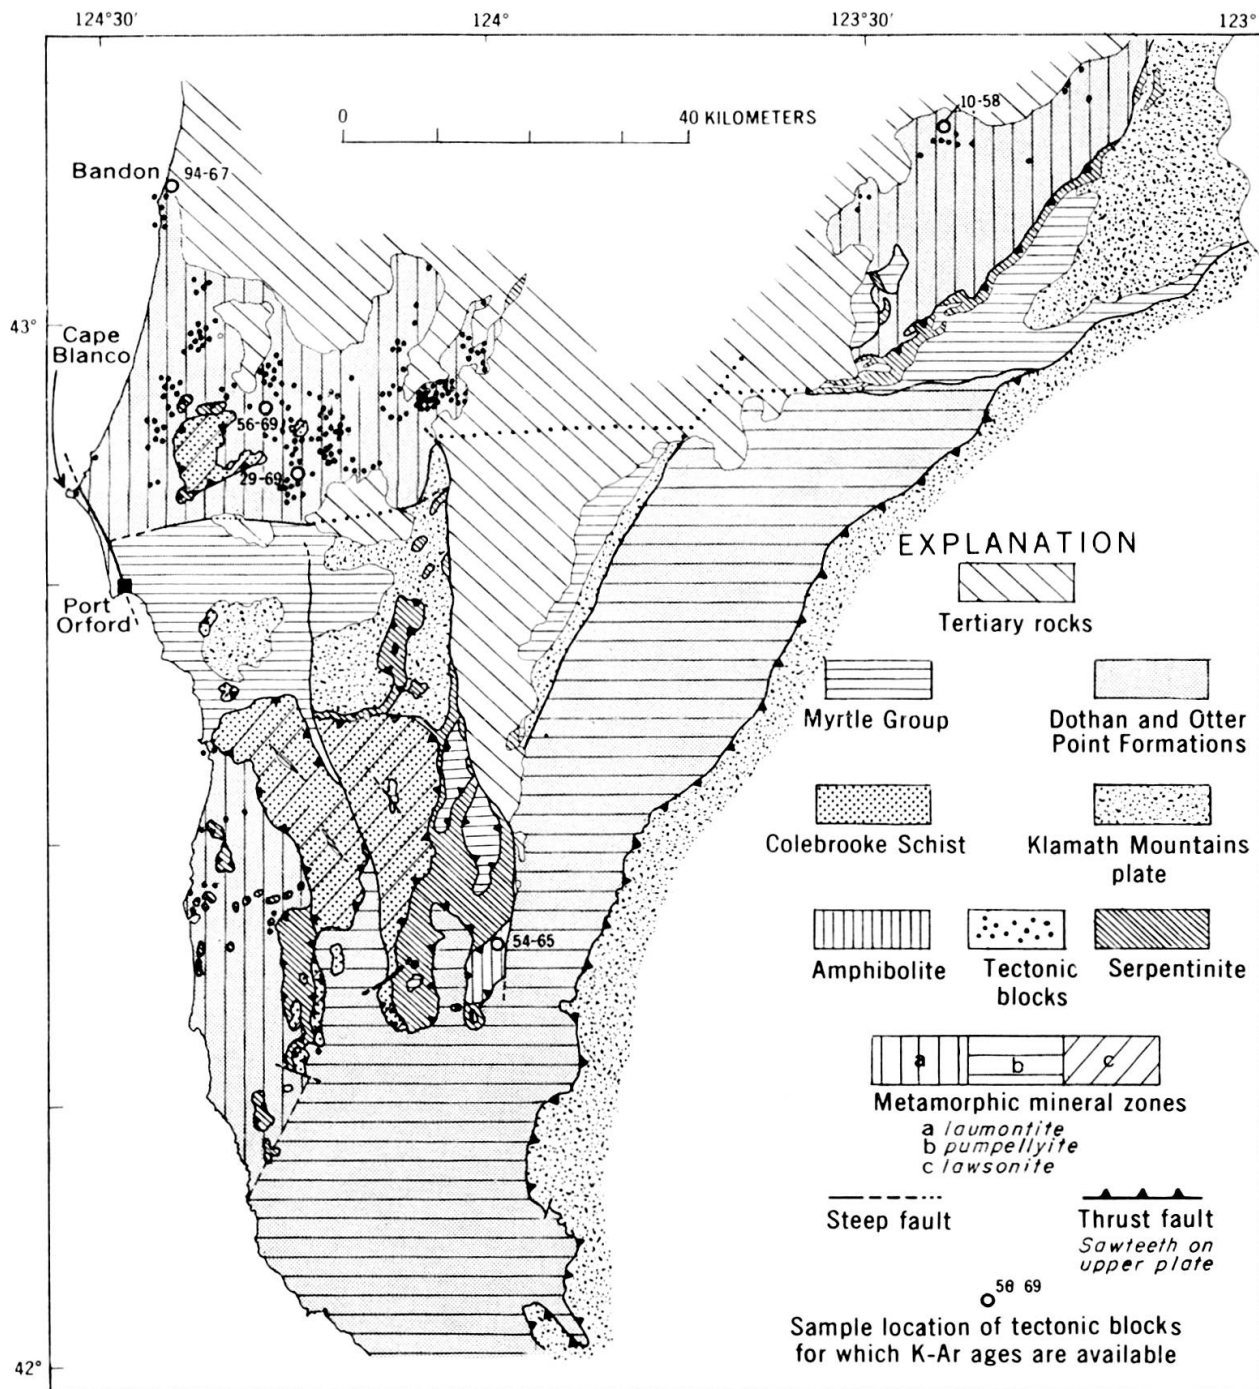 124°30′
124°
123°30′
123°
0
40 KILOMETERS
10-58
Bandon
94-67
43°
Cape
Blanco
56-69
29-69
Port
Orford
54-65
EXPLANATION
Tertiary rocks
Myrtle Group
Dothan and Otter
Point Formations
Colebrooke Schist
Klamath Mountains
plate
Amphibolite
Tectonic
blocks
Serpentinite
a
b
c
Metamorphic mineral zones
a laumontite
b pumpellyite
c lawsonite
Steep fault
Thrust fault
Sawteeth on
upper plate
56 69
Sample location of tectonic blocks
for which K-Ar ages are available
42°